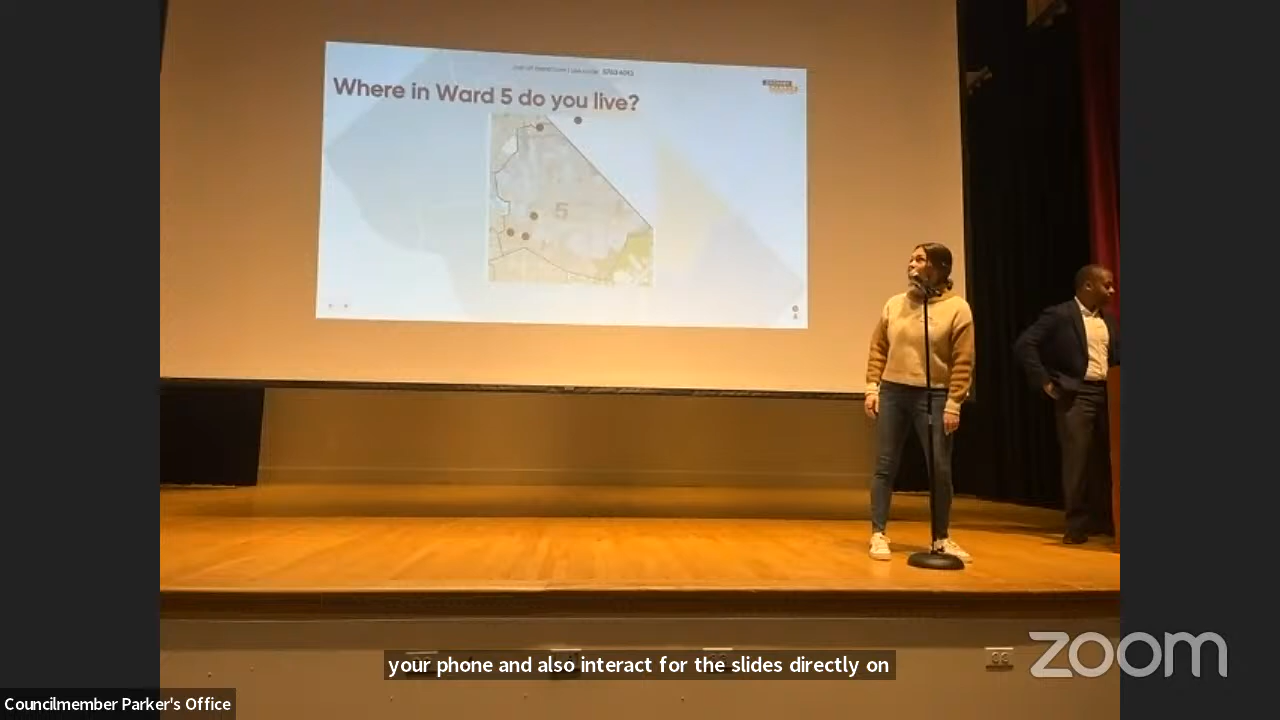 Where in Ward 5 do you live?
5
your phone and also interact for the slides directly on
zoom
Councilmember Parker's Office